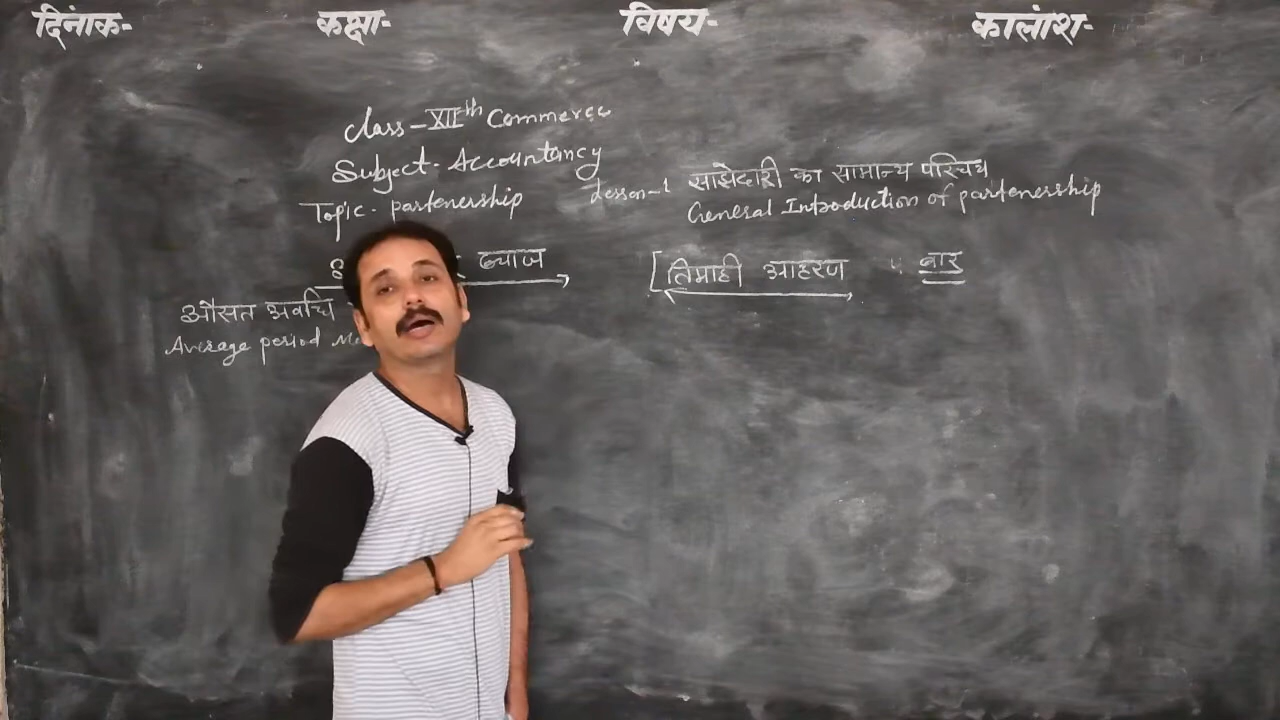 दिंनाक- कक्षा- विषय- कालांश-
class-XIIth Commerce
Subject- Accountancy
Topic- partenership Lesson-1 साझेदारी का सामान्य परिचय
General Introduction of partenership
ब्याज [तिमाही आहरण 4 बार
औसत अवधि
Average period